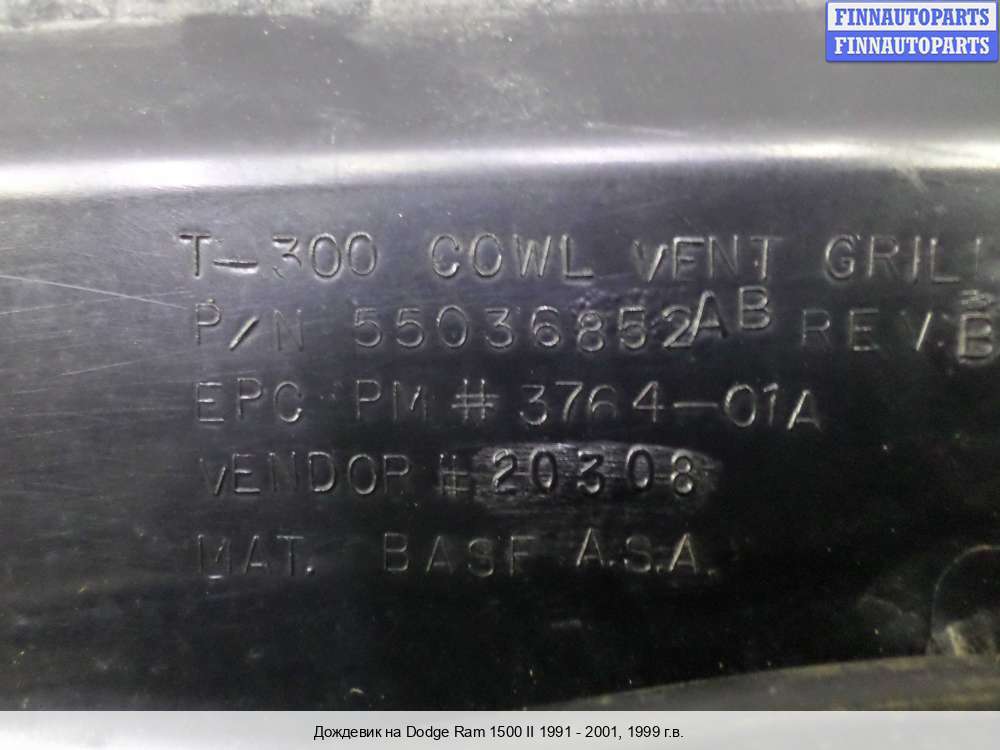 FINNAUTOPARTS
FINNAUTOPARTS
T-300 COWL VENT GRILL
P/N 55036852AB REV. B
EPC PM # 3764-01A
VENDOR # 20308
MAT. BASF A.S.A.
Дождевик на Dodge Ram 1500 II 1991 - 2001, 1999 г.в.